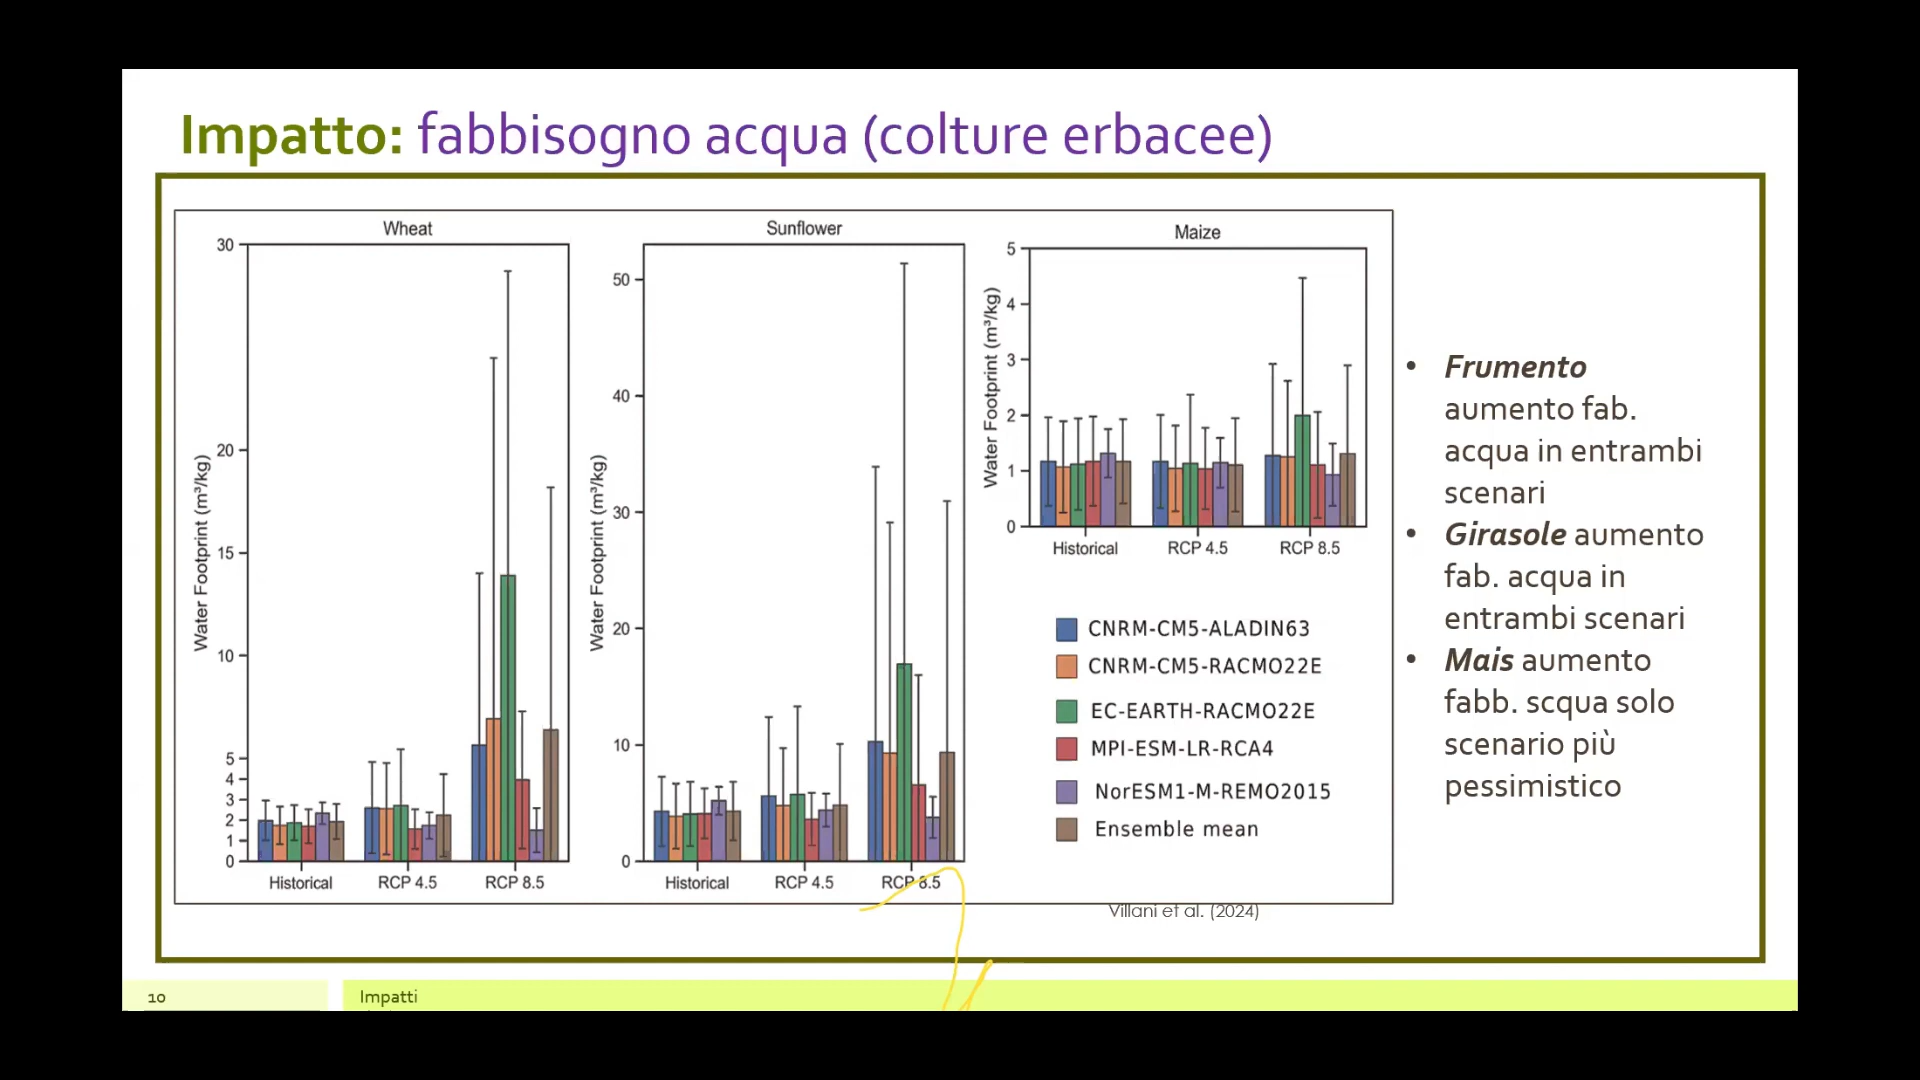 Impatto: fabbisogno acqua (colture erbacee)
Wheat
30
20
15
10
5
4
3
2
1
0
Water Footprint (m³/kg)
Historical
RCP 4.5
RCP 8.5
Sunflower
50
40
30
20
10
0
Water Footprint (m³/kg)
Historical
RCP 4.5
RCP 8.5
Maize
5
4
3
2
1
0
Water Footprint (m³/kg)
Historical
RCP 4.5
RCP 8.5
CNRM-CM5-ALADIN63
CNRM-CM5-RACMO22E
EC-EARTH-RACMO22E
MPI-ESM-LR-RCA4
NorESM1-M-REMO2015
Ensemble mean
Villani et al. (2024)
• Frumento
aumento fab.
acqua in entrambi
scenari
• Girasole aumento
fab. acqua in
entrambi scenari
• Mais aumento
fabb. scqua solo
scenario più
pessimistico
10
Impatti